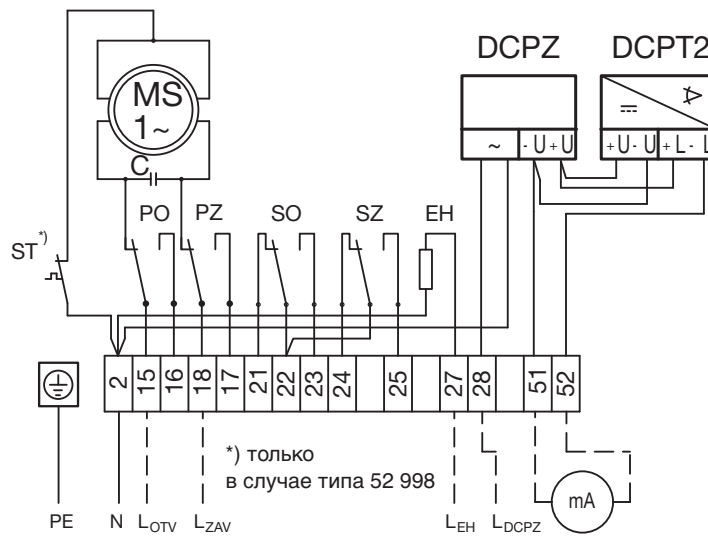 DCPZ DCPT2
MS
1~
C
~ - U + U + U - U + L - L
PO PZ SO SZ EH
ST *)
2 15 16 18 17 21 22 23 24 25 27 28 51 52
*) только
в случае типа 52 998
mA
PE N LOTV LZAV LEH LDCPZ